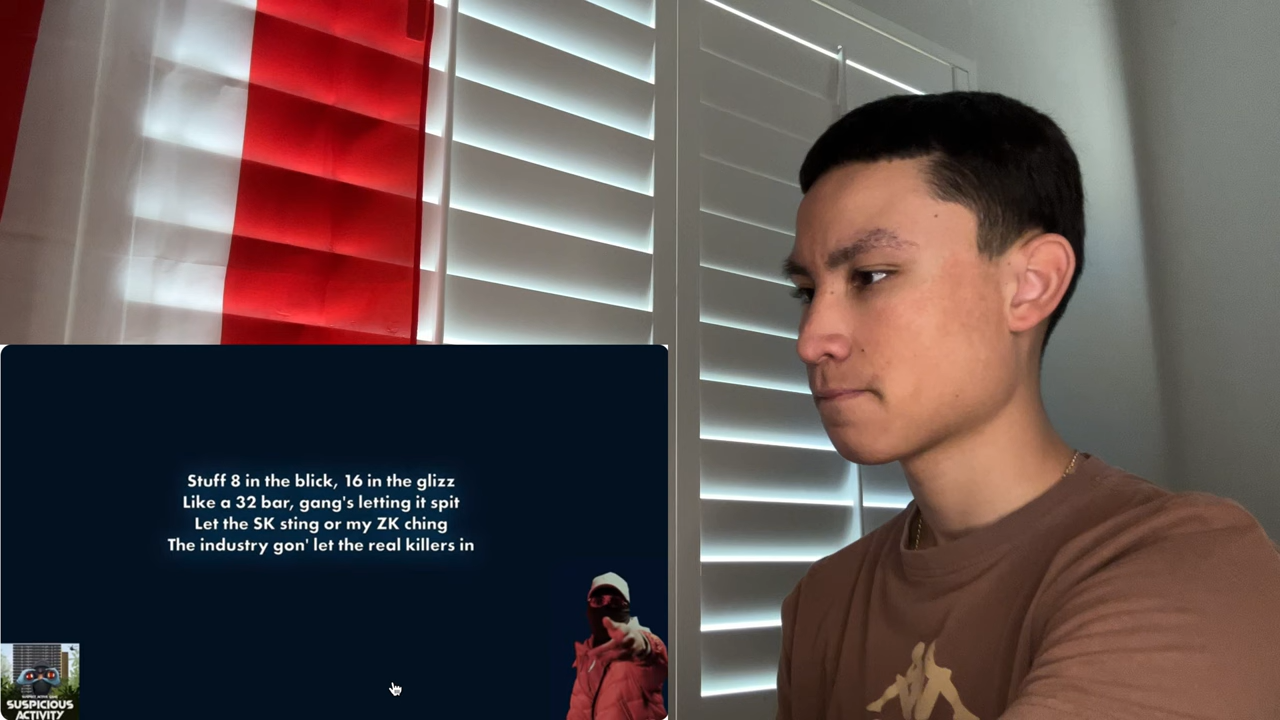 Stuff 8 in the blick, 16 in the glizz
Like a 32 bar, gang's letting it spit
Let the SK sting or my ZK ching
The industry gon' let the real killers in
SUSPICIOUS
ACTIVITY